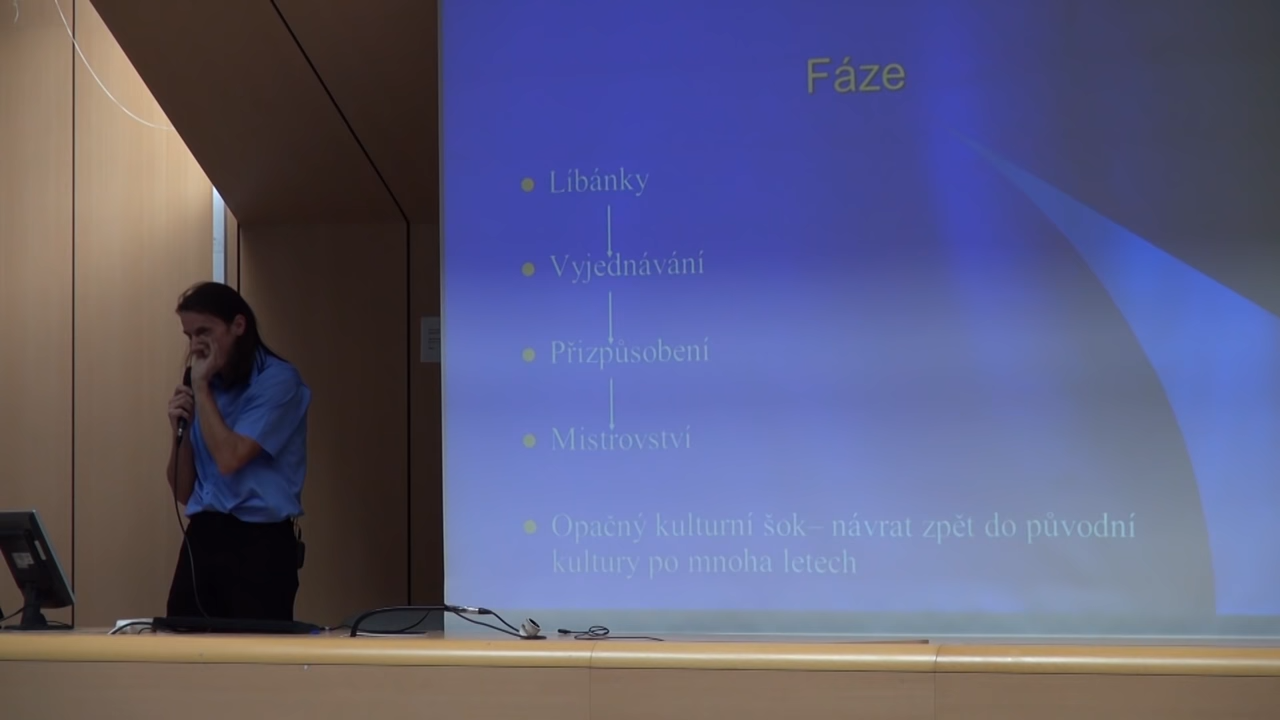 Fáze
Líbánky
Vyjednávání
Přizpůsobení
Mistrovství
Opačný kulturní šok– návrat zpět do původní
kultury po mnoha letech